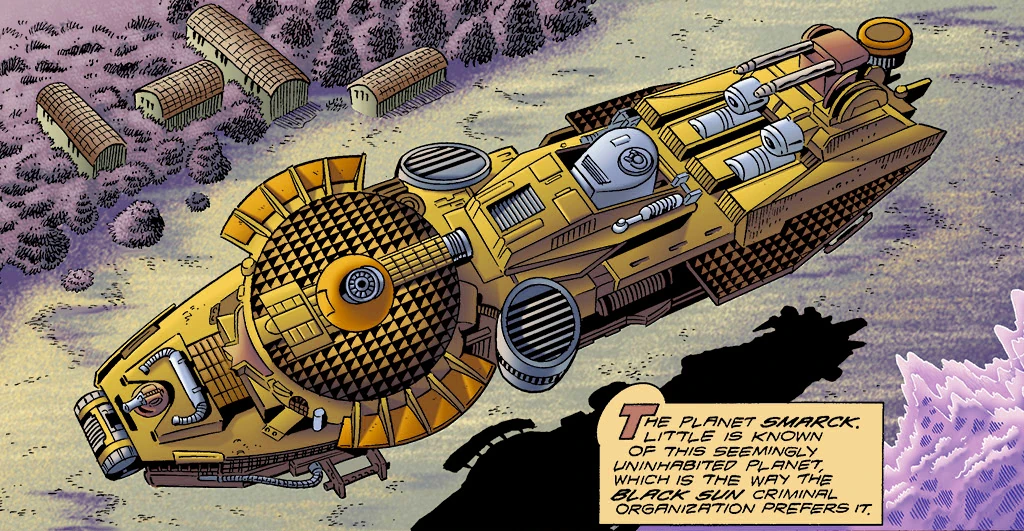 THE PLANET SMARCK.
LITTLE IS KNOWN
OF THIS SEEMINGLY
UNINHABITED PLANET,
WHICH IS THE WAY THE
BLACK SUN CRIMINAL
ORGANIZATION PREFERS IT.